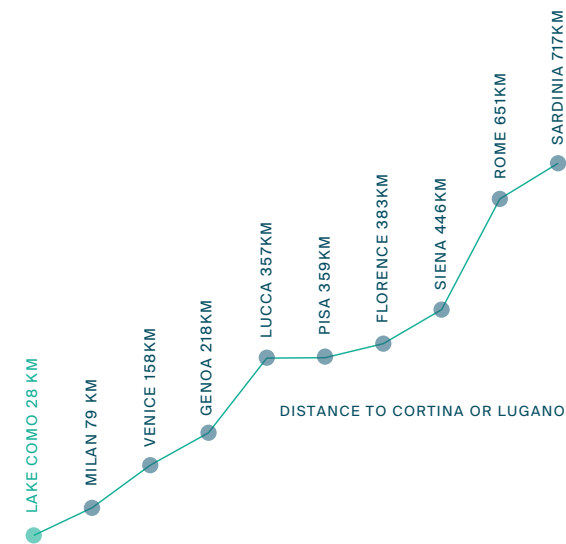 LAKE COMO 28 KM
MILAN 79 KM
VENICE 158KM
GENOA 218KM
LUCCA 357KM
PISA 359KM
FLORENCE 383KM
SIENA 446KM
ROME 651KM
SARDINIA 717KM
DISTANCE TO CORTINA OR LUGANO